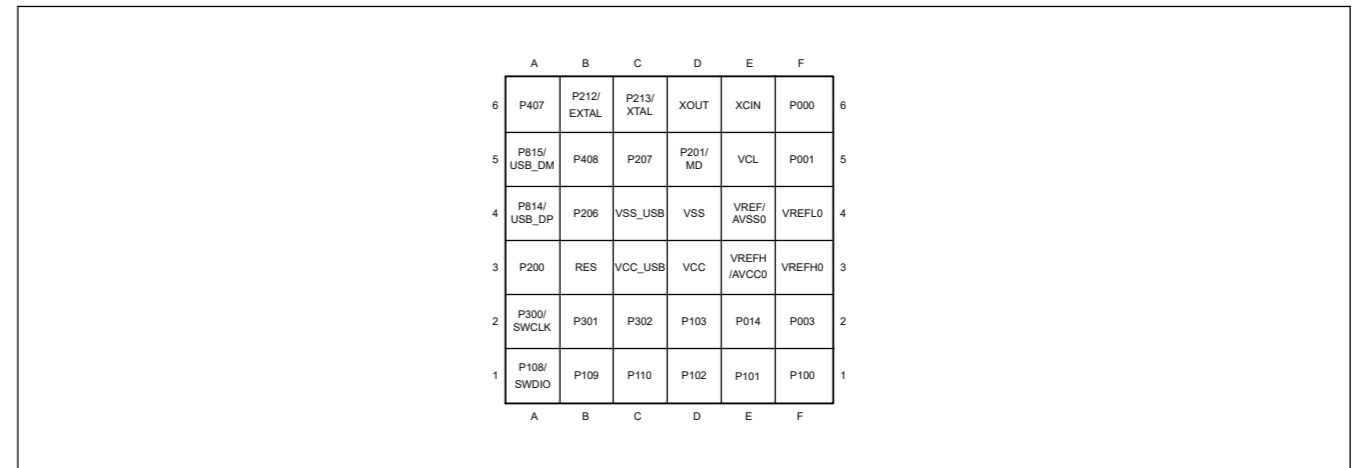 A B C D E F
6 P407 P212/ P213/ XOUT XCIN P000 6
EXTAL XTAL
5 P815/ P408 P207 P201/ VCL P001 5
USB_DM MD
4 P814/ P206 VSS_USB VSS VREF/ VREFL0 4
USB_DP AVSS0
3 P200 RES VCC_USB VCC VREFH VREFH0 3
/AVCC0
2 P300/ P301 P302 P103 P014 P003 2
SWCLK
1 P108/ P109 P110 P102 P101 P100 1
SWDIO
A B C D E F